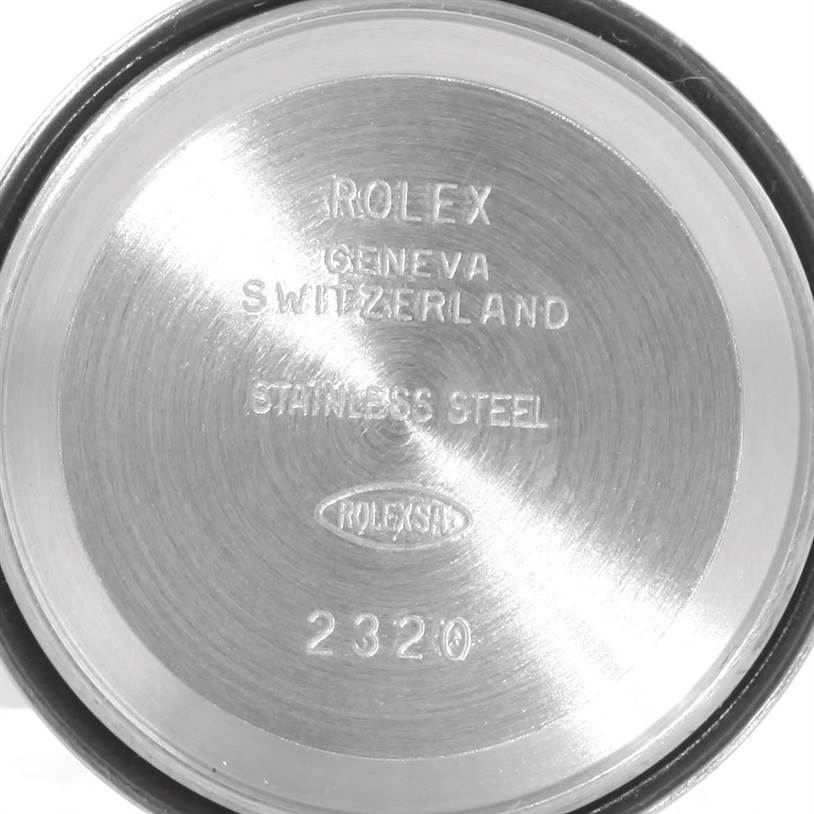 ROLEX
GENEVA
SWITZERLAND
STAINLESS STEEL
ROLEXSA
2320